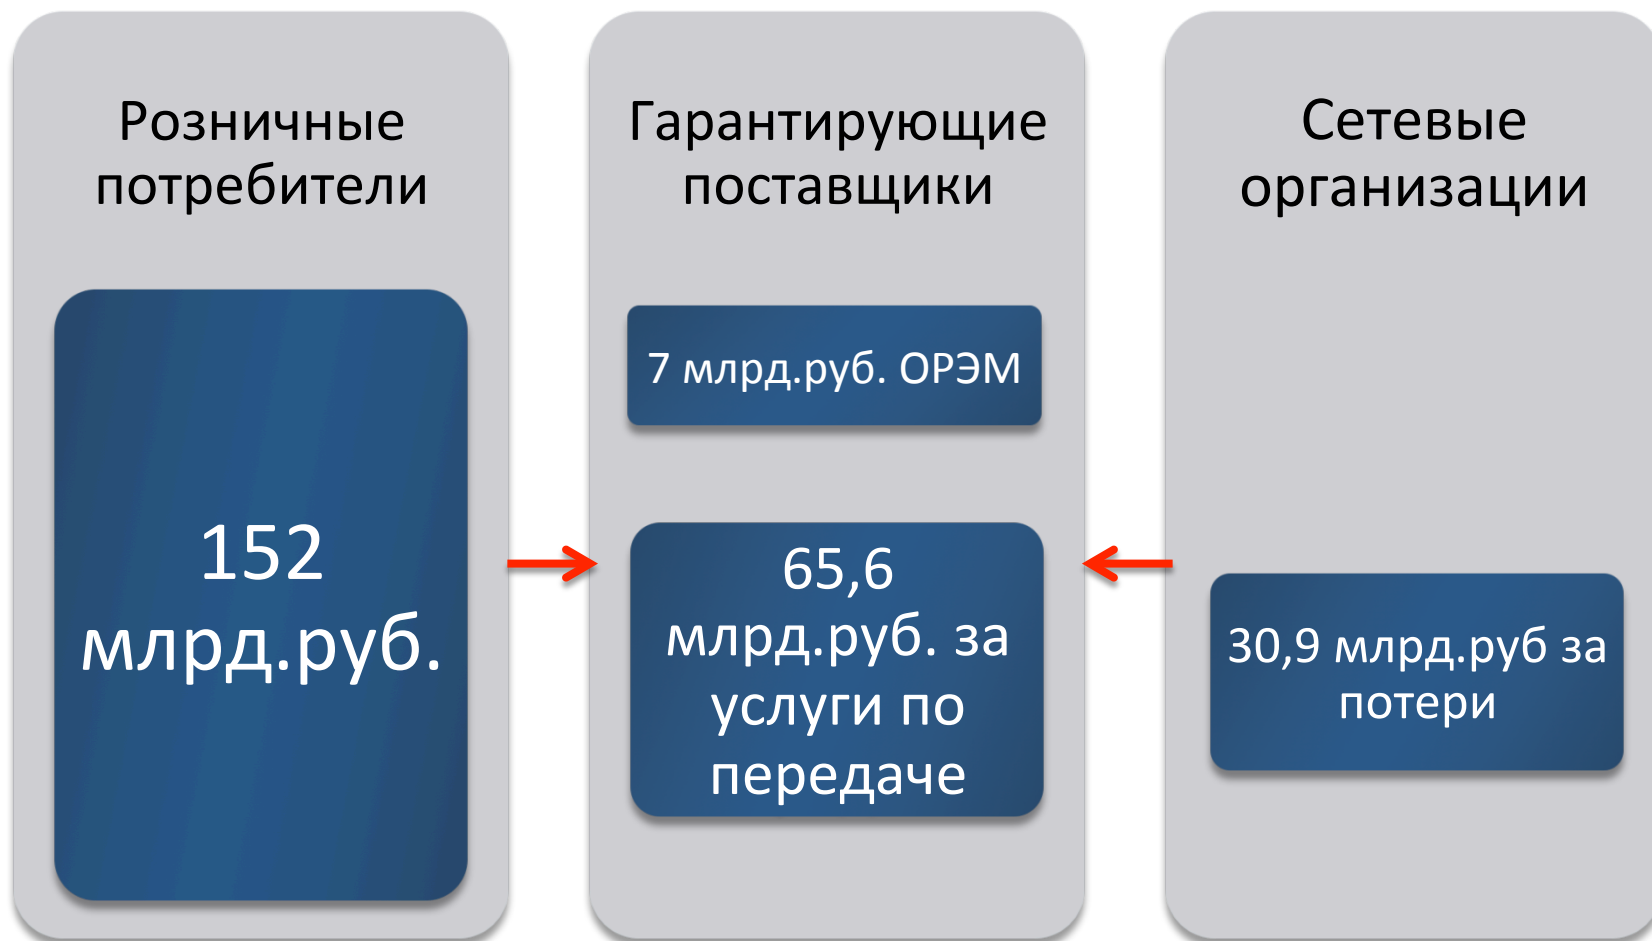 Розничные
потребители
152
млрд.руб.
Гарантирующие
поставщики
7 млрд.руб. ОРЭМ
65,6
млрд.руб. за
услуги по
передаче
Сетевые
организации
30,9 млрд.руб за
потери